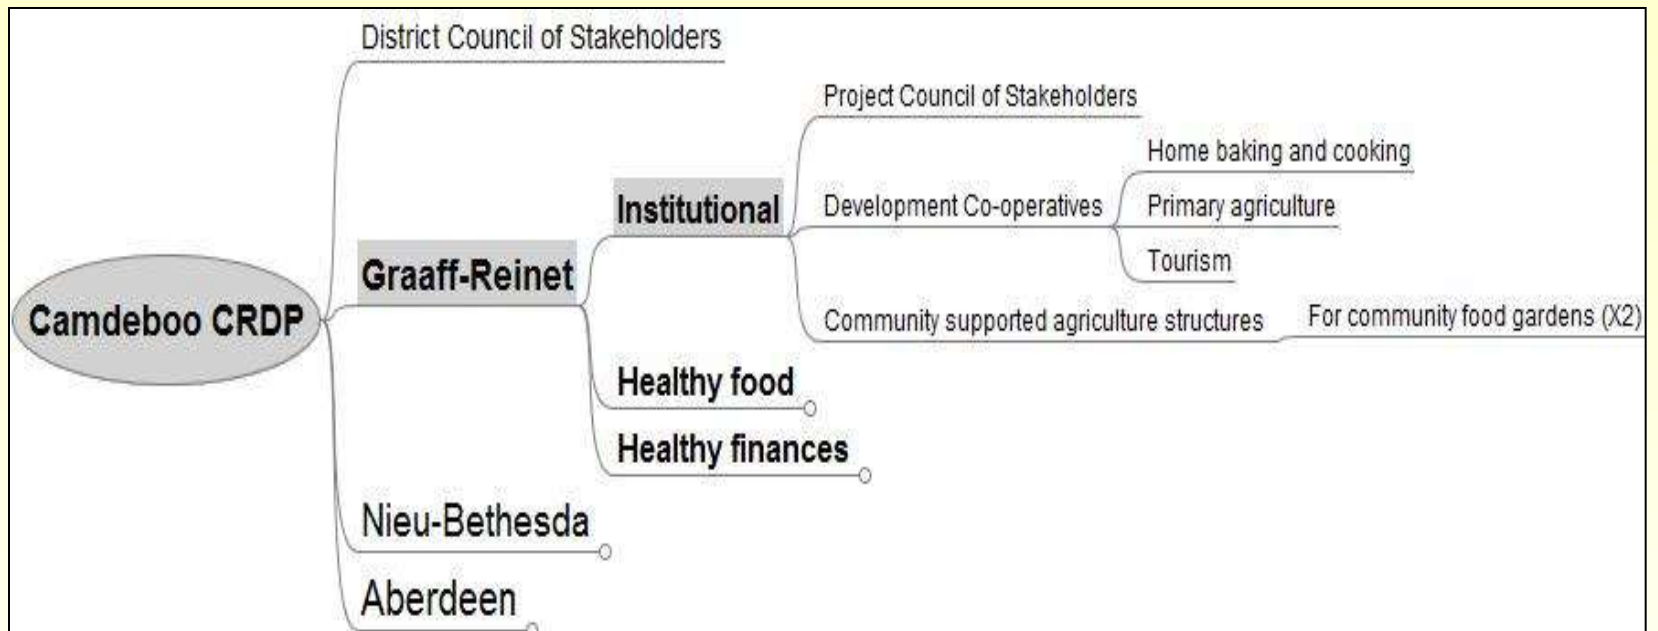 District Council of Stakeholders
Project Council of Stakeholders
Home baking and cooking
Institutional
Development Co-operatives
Primary agriculture
Graaff-Reinet
Tourism
Camdeboo CRDP
Community supported agriculture structures
For community food gardens (X2)
Healthy food
Healthy finances
Nieu-Bethesda
Aberdeen